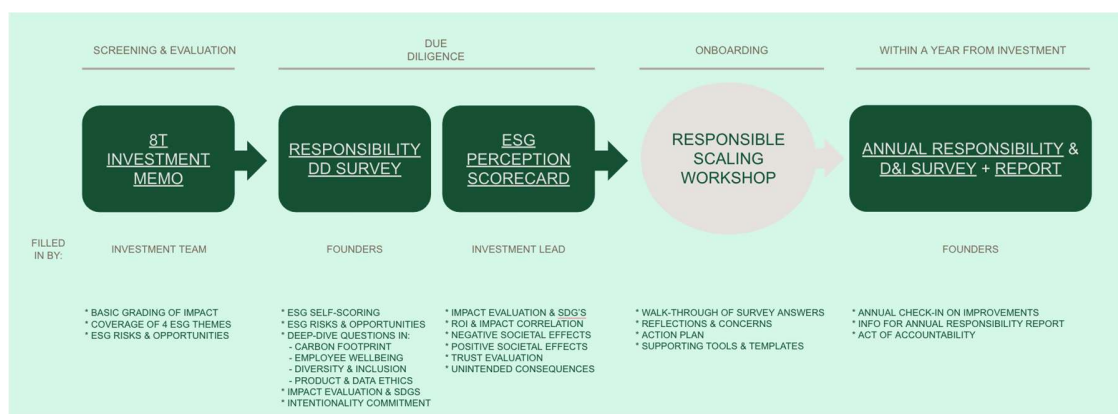 SCREENING & EVALUATION
DUE
DILIGENCE
ONBOARDING
WITHIN A YEAR FROM INVESTMENT
8T
INVESTMENT
MEMO
RESPONSIBILITY
DD SURVEY
ESG
PERCEPTION
SCORECARD
RESPONSIBLE
SCALING
WORKSHOP
ANNUAL RESPONSIBILITY &
D&I SURVEY + REPORT
FILLED
IN BY:
INVESTMENT TEAM
FOUNDERS
INVESTMENT LEAD
FOUNDERS
* BASIC GRADING OF IMPACT
* COVERAGE OF 4 ESG THEMES
* ESG RISKS & OPPORTUNITIES
* ESG SELF-SCORING
* ESG RISKS & OPPORTUNITIES
* DEEP-DIVE QUESTIONS IN:
- CARBON FOOTPRINT
- EMPLOYEE WELLBEING
- DIVERSITY & INCLUSION
- PRODUCT & DATA ETHICS
* IMPACT EVALUATION & SDGS
* INTENTIONALITY COMMITMENT
* IMPACT EVALUATION & SDG'S
* ROI & IMPACT CORRELATION
* NEGATIVE SOCIETAL EFFECTS
* POSITIVE SOCIETAL EFFECTS
* TRUST EVALUATION
* UNINTENDED CONSEQUENCES
* WALK-THROUGH OF SURVEY ANSWERS
* REFLECTIONS & CONCERNS
* ACTION PLAN
* SUPPORTING TOOLS & TEMPLATES
* ANNUAL CHECK-IN ON IMPROVEMENTS
* INFO FOR ANNUAL RESPONSIBILITY REPORT
* ACT OF ACCOUNTABILITY